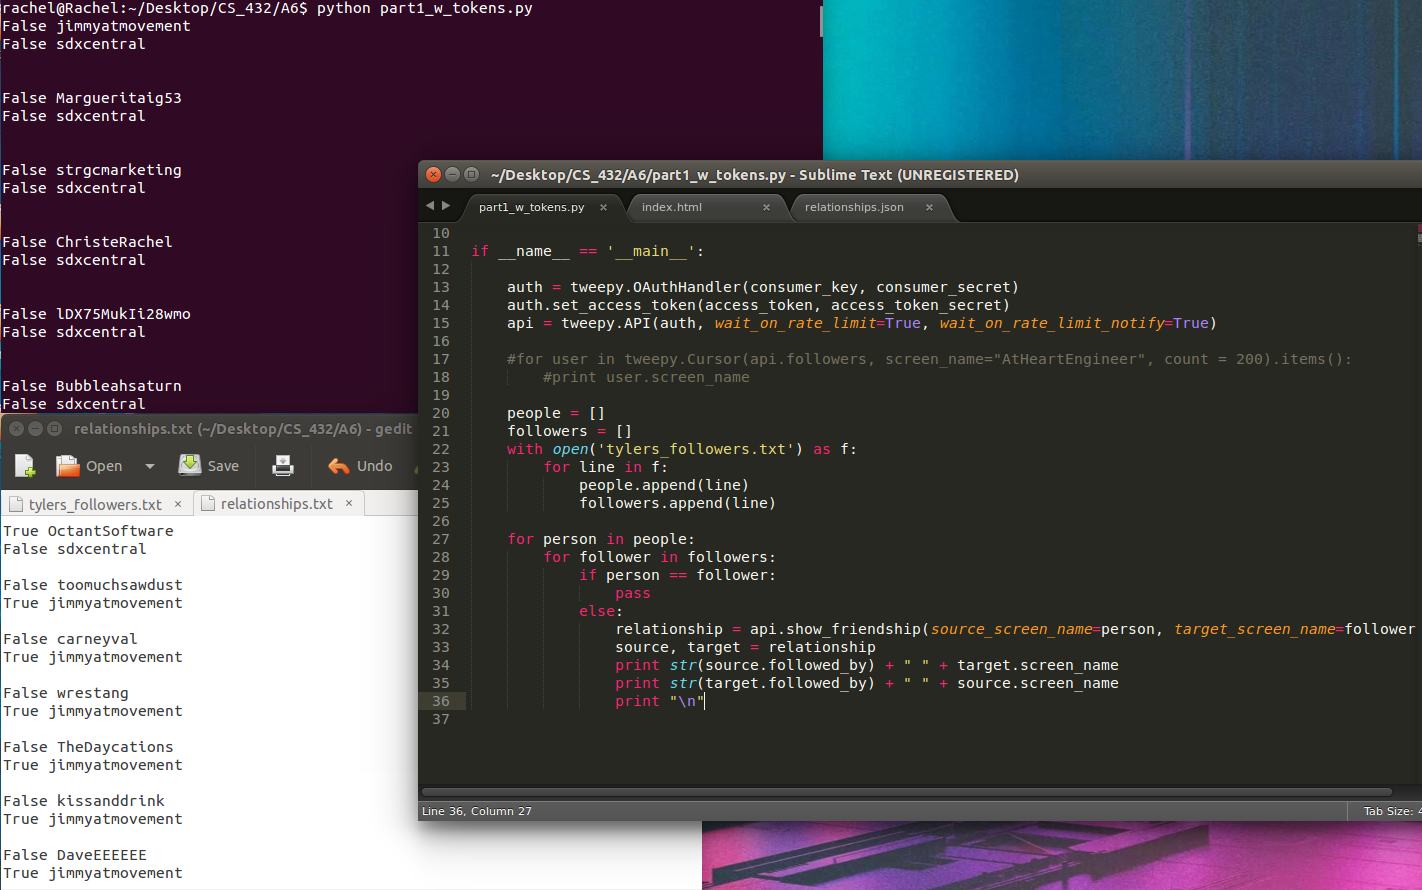 rachel@Rachel:~/Desktop/CS_432/A6$ python part1_w_tokens.py
False jimmyatmovement
False sdxcentral
False Margueritaig53
False sdxcentral
False strgcmarketing
False sdxcentral
False ChristeRachel
False sdxcentral
False lDX75MukIi28wmo
False sdxcentral
False Bubbleahsaturn
False sdxcentral
relationships.txt (~/Desktop/CS_432/A6) - gedit
Open Save Undo
tylers_followers.txt × relationships.txt ×
True OctantSoftware
False sdxcentral
False toomuchsawdust
True jimmyatmovement
False carneyval
True jimmyatmovement
False wrestang
True jimmyatmovement
False TheDaycations
True jimmyatmovement
False kissanddrink
True jimmyatmovement
False DaveEEEEEE
True jimmyatmovement
~/Desktop/CS_432/A6/part1_w_tokens.py - Sublime Text (UNREGISTERED)
part1_w_tokens.py × index.html × relationships.json ×
10
11 if __name__ == '__main__':
12
13 auth = tweepy.OAuthHandler(consumer_key, consumer_secret)
14 auth.set_access_token(access_token, access_token_secret)
15 api = tweepy.API(auth, wait_on_rate_limit=True, wait_on_rate_limit_notify=True)
16
17 #for user in tweepy.Cursor(api.followers, screen_name="AtHeartEngineer", count = 200).items():
18 #print user.screen_name
19
20 people = []
21 followers = []
22 with open('tylers_followers.txt') as f:
23 for line in f:
24 people.append(line)
25 followers.append(line)
26
27 for person in people:
28 for follower in followers:
29 if person == follower:
30 pass
31 else:
32 relationship = api.show_friendship(source_screen_name=person, target_screen_name=follower
33 source, target = relationship
34 print str(source.followed_by) + " " + target.screen_name
35 print str(target.followed_by) + " " + source.screen_name
36 print "\n"
37
Line 36, Column 27 Tab Size: 4